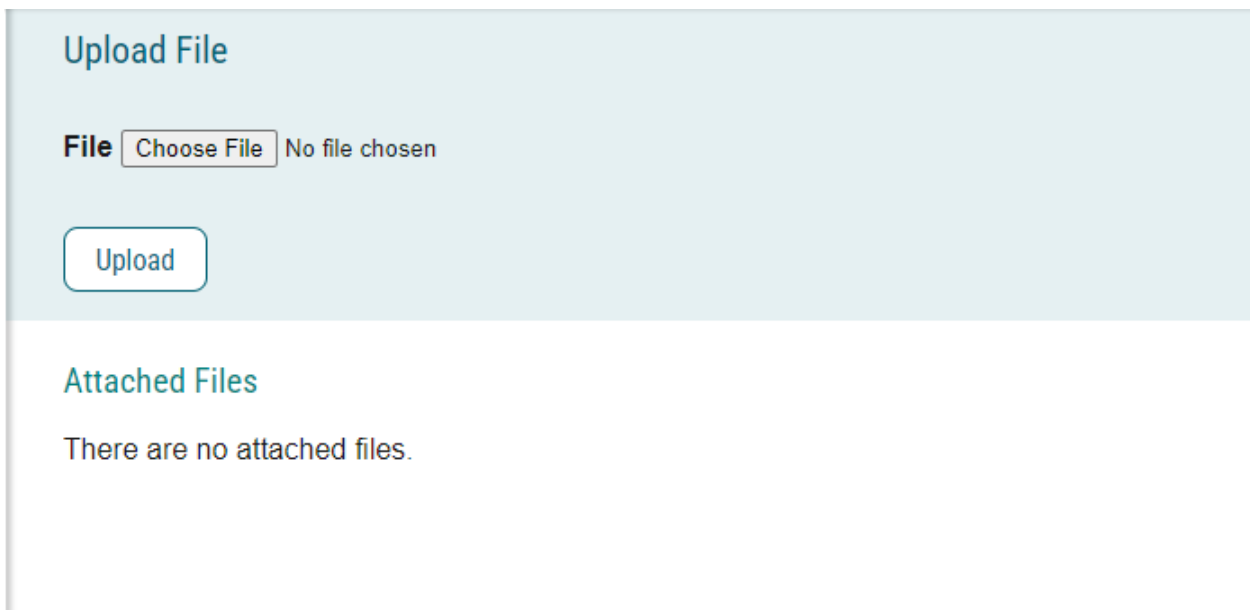 Upload File
File Choose File No file chosen
Upload
Attached Files
There are no attached files.